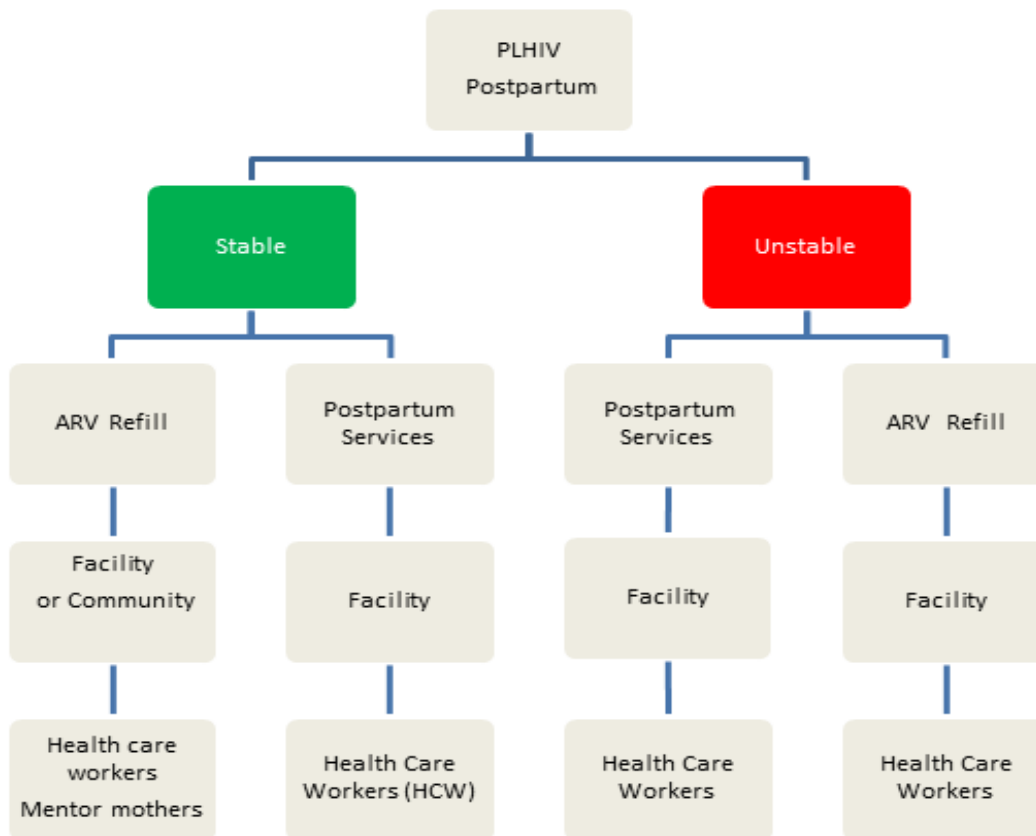 PLHIV
Postpartum
Stable
Unstable
ARV Refill
Postpartum
Services
Postpartum
Services
ARV Refill
Facility
or Community
Facility
Facility
Facility
Health care
workers
Mentor mothers
Health Care
Workers (HCW)
Health Care
Workers
Health Care
Workers